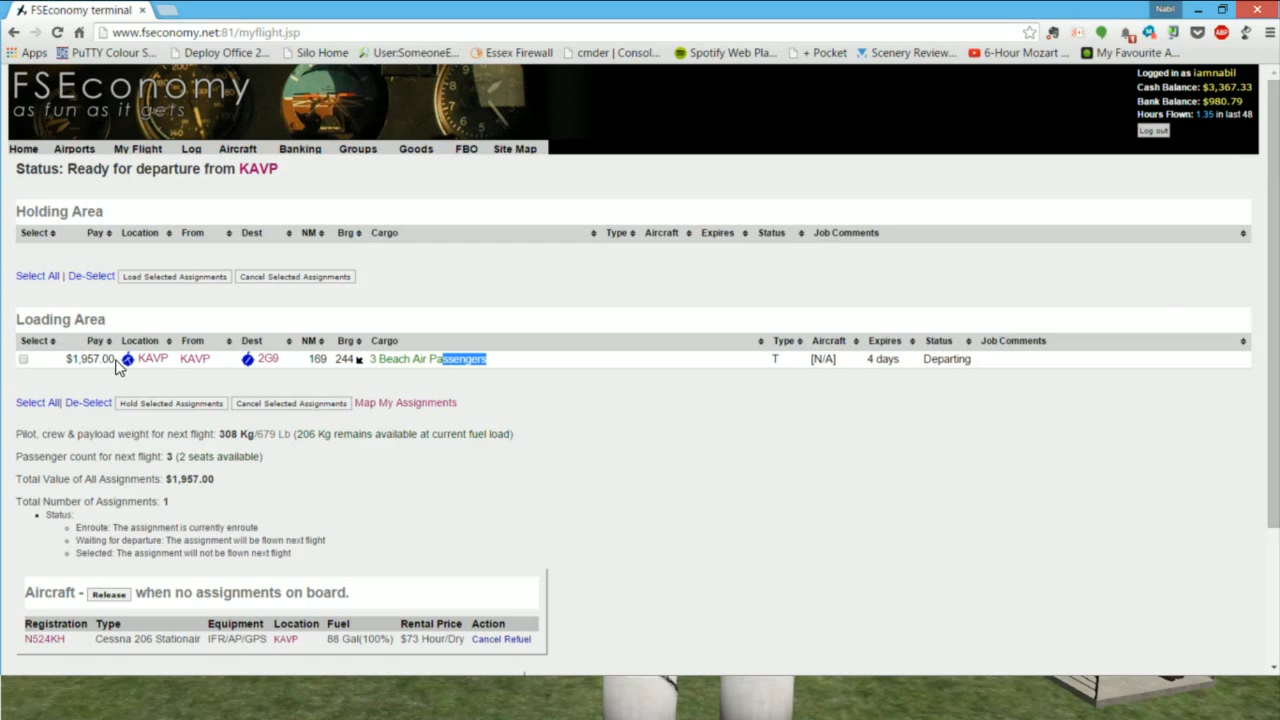 FSEconomy terminal
Nabil
www.fseconomy.net:81/myflight.jsp
Apps PuTTY Colour S... Deploy Office 2... Silo Home User:SomeoneE... Essex Firewall cmder | Consol... Spotify Web Pla... + Pocket Scenery Review... 6-Hour Mozart ... My Favourite A...
FSEconomy
as fun as it gets
Logged in as iamnabil
Cash Balance: $3,367.33
Bank Balance: $980.79
Hours Flown: 1.35 in last 48
Log out
Home Airports My Flight Log Aircraft Banking Groups Goods FBO Site Map
Status: Ready for departure from KAVP
Holding Area
Select Pay Location From Dest NM Brg Cargo Type Aircraft Expires Status Job Comments
Select All | De-Select Load Selected Assignments Cancel Selected Assignments
Loading Area
Select Pay Location From Dest NM Brg Cargo Type Aircraft Expires Status Job Comments
$1,957.00 KAVP KAVP 2G9 169 244 3 Beach Air Passengers T [N/A] 4 days Departing
Select All| De-Select Hold Selected Assignments Cancel Selected Assignments Map My Assignments
Pilot, crew & payload weight for next flight: 308 Kg/679 Lb (206 Kg remains available at current fuel load)
Passenger count for next flight: 3 (2 seats available)
Total Value of All Assignments: $1,957.00
Total Number of Assignments: 1
Status:
Enroute: The assignment is currently enroute
Waiting for departure: The assignment will be flown next flight
Selected: The assignment will not be flown next flight
Aircraft - Release when no assignments on board.
Registration Type Equipment Location Fuel Rental Price Action
N524KH Cessna 206 Stationair IFR/AP/GPS KAVP 88 Gal(100%) $73 Hour/Dry Cancel Refuel